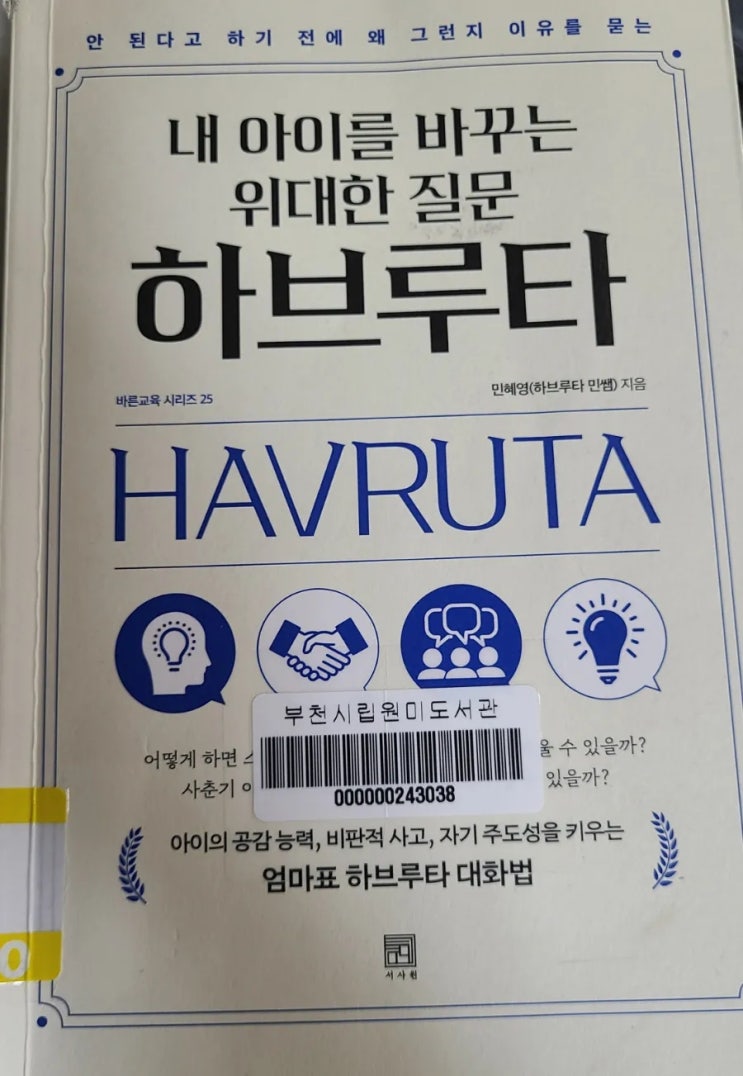 안 된다고 하기 전에 왜 그런지 이유를 묻는
내 아이를 바꾸는
위대한 질문
하브루타
바른교육 시리즈 25
민혜영(하브루타 민쌤) 지음
HAVRUTA
부천시립원미도서관
000000243038
어떻게 하면 울 수 있을까?
사춘기 있을까?
아이의 공감 능력, 비판적 사고, 자기 주도성을 키우는
엄마표 하브루타 대화법
서사원
0